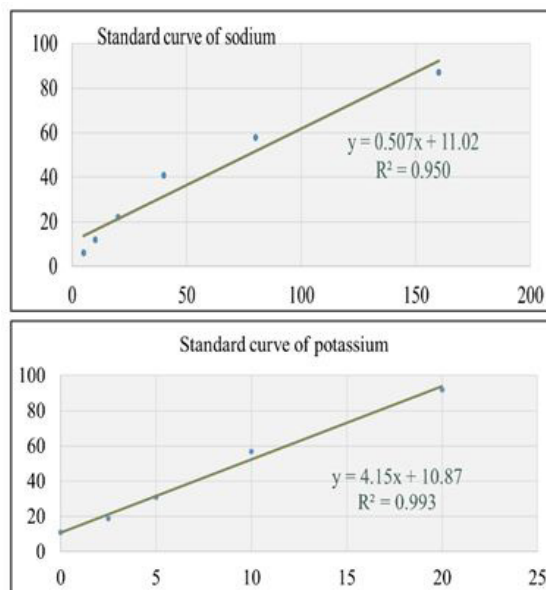 Standard curve of sodium
100
80
60
40
20
0
y = 0.507x + 11.02
R² = 0.950
0 50 100 150 200
Standard curve of potassium
100
80
60
40
20
0
y = 4.15x + 10.87
R² = 0.993
0 5 10 15 20 25